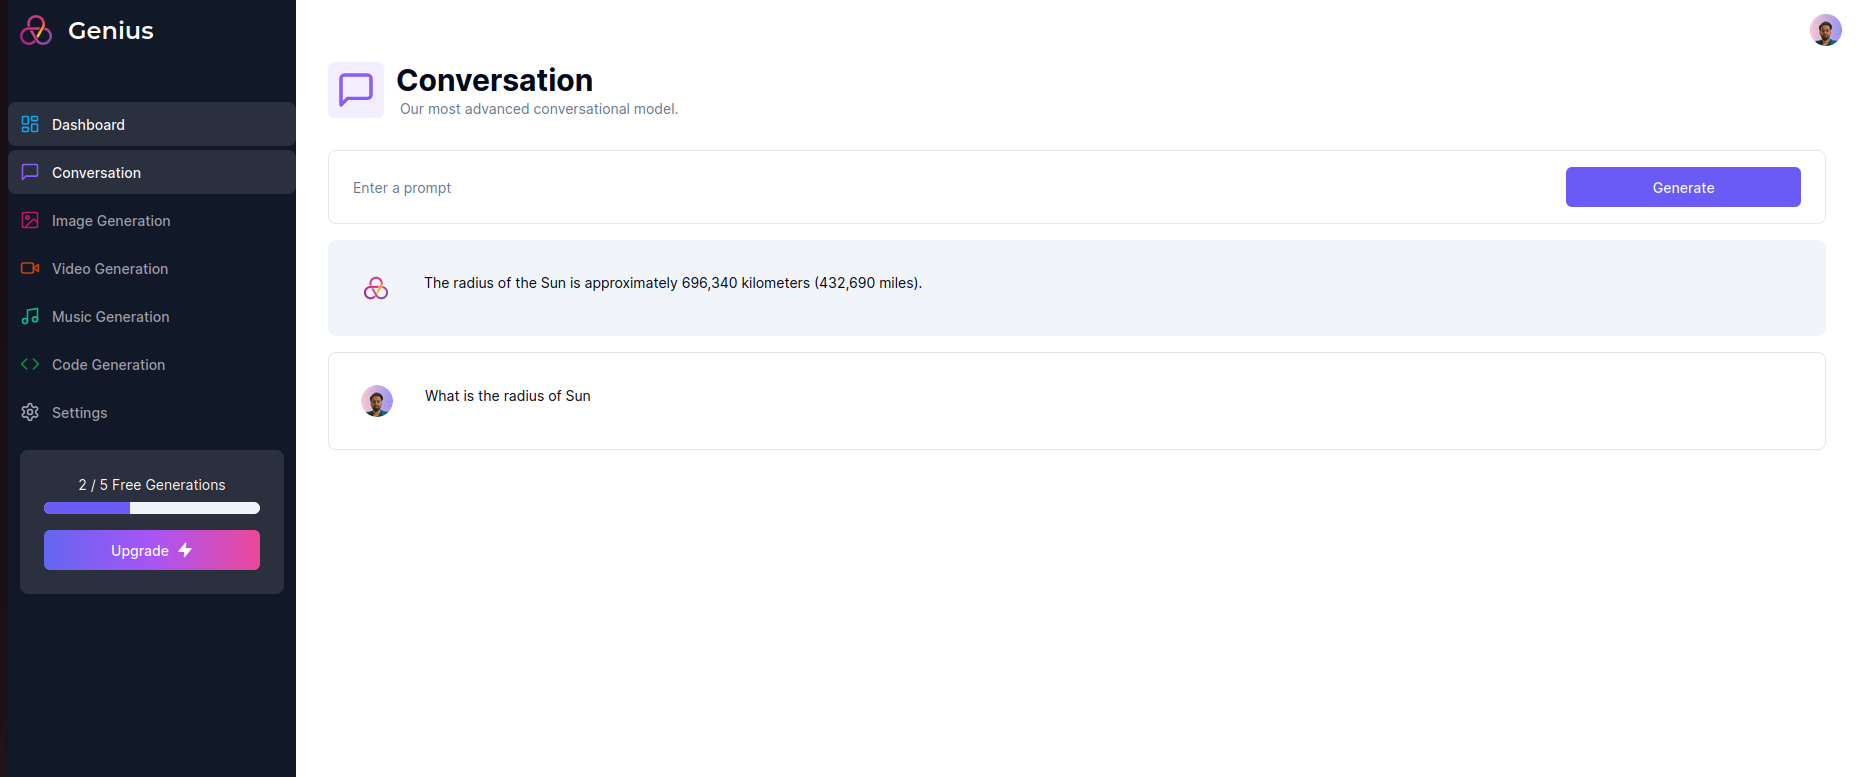 Genius
Dashboard
Conversation
Image Generation
Video Generation
Music Generation
Code Generation
Settings
2 / 5 Free Generations
Upgrade
Conversation
Our most advanced conversational model.
Enter a prompt
Generate
The radius of the Sun is approximately 696,340 kilometers (432,690 miles).
What is the radius of Sun